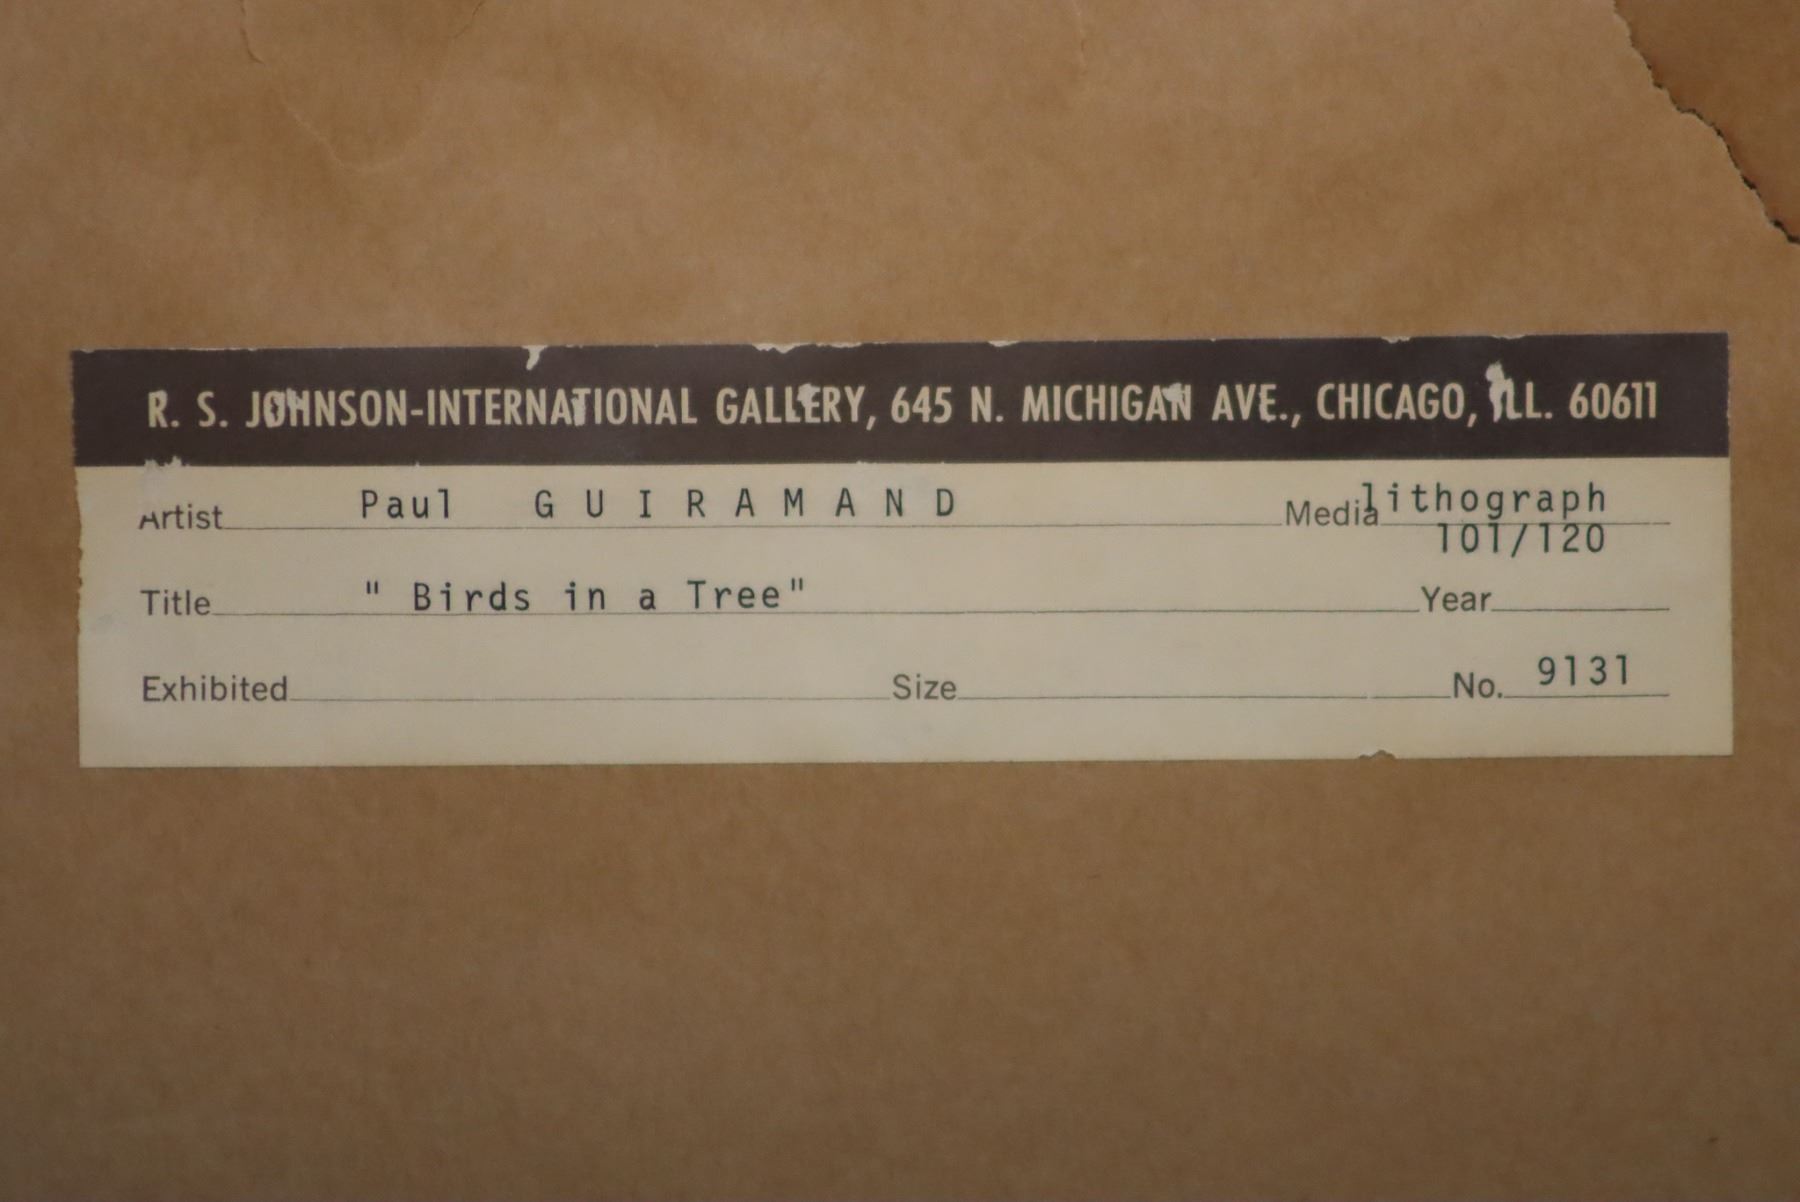 R. S. JOHNSON-INTERNATIONAL GALLERY, 645 N. MICHIGAN AVE., CHICAGO, ILL. 60611
Artist Paul GUIRAMAND Media lithograph
101/120
Title " Birds in a Tree" Year
Exhibited Size No. 9131